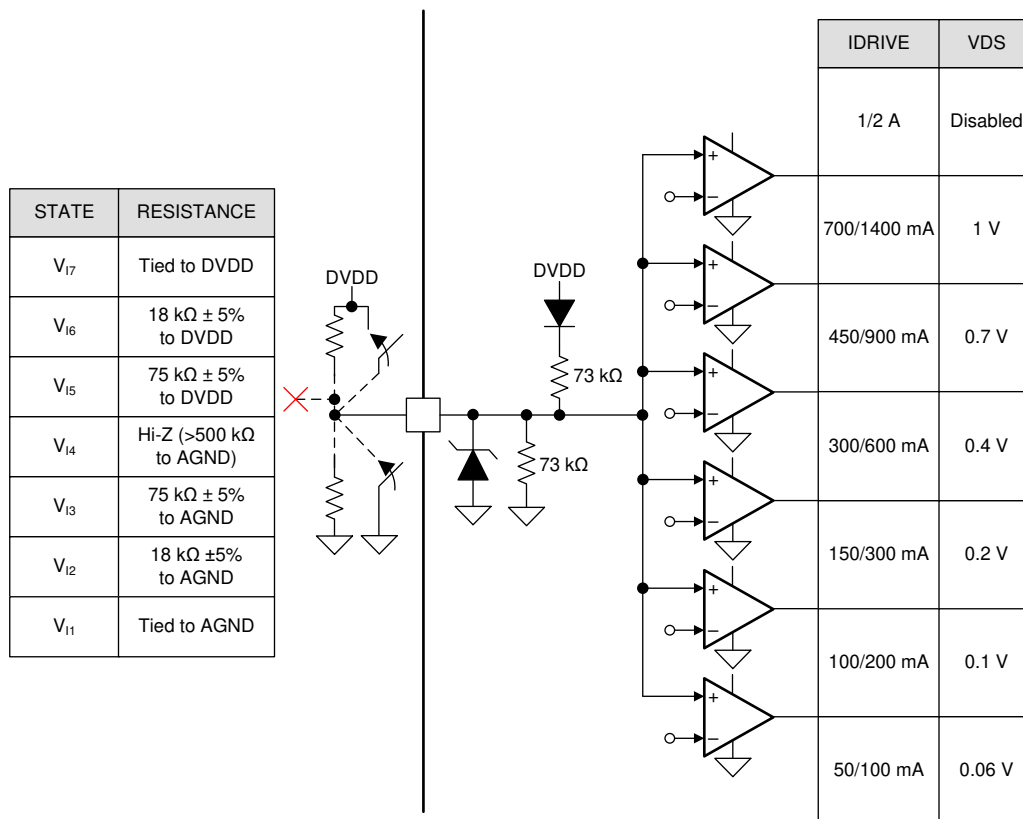 STATE RESISTANCE
V_I7 Tied to DVDD
V_I6 18 kΩ ± 5%
to DVDD
V_I5 75 kΩ ± 5%
to DVDD
V_I4 Hi-Z (>500 kΩ
to AGND)
V_I3 75 kΩ ± 5%
to AGND
V_I2 18 kΩ ±5%
to AGND
V_I1 Tied to AGND
DVDD
DVDD
73 kΩ
73 kΩ
+
−
+
−
+
−
+
−
+
−
+
−
IDRIVE VDS
1/2 A Disabled
700/1400 mA 1 V
450/900 mA 0.7 V
300/600 mA 0.4 V
150/300 mA 0.2 V
100/200 mA 0.1 V
50/100 mA 0.06 V